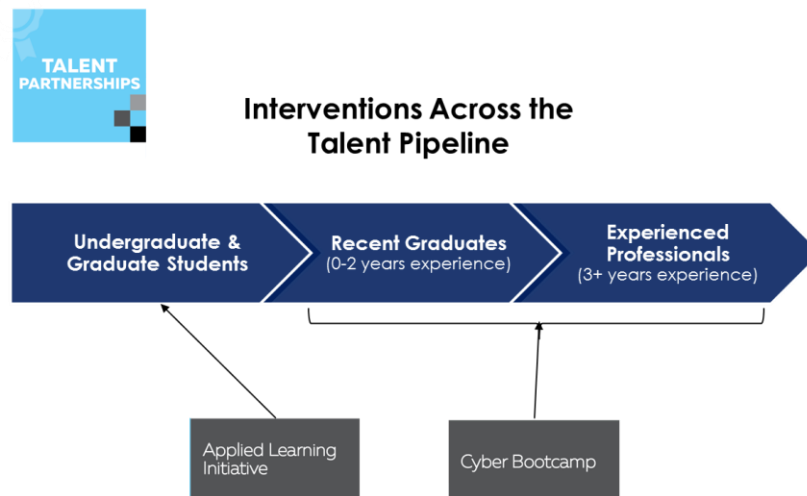 TALENT
PARTNERSHIPS
Interventions Across the
Talent Pipeline
Undergraduate &
Graduate Students
Recent Graduates
(0-2 years experience)
Experienced
Professionals
(3+ years experience)
Applied Learning
Initiative
Cyber Bootcamp